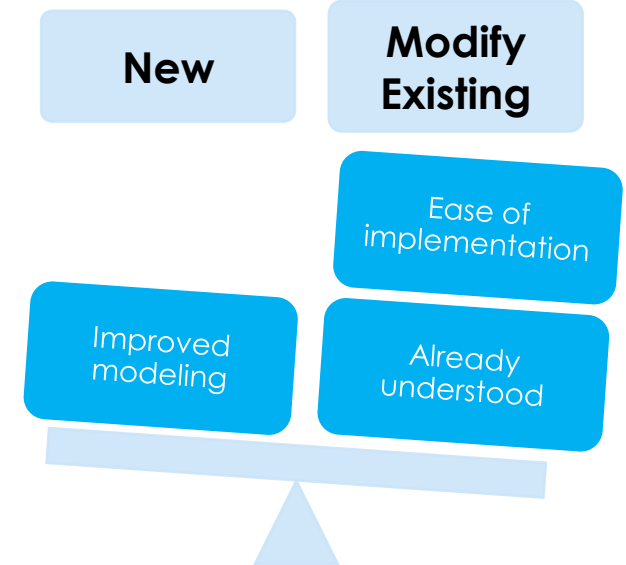 New
Modify
Existing
Ease of
implementation
Improved
modeling
Already
understood